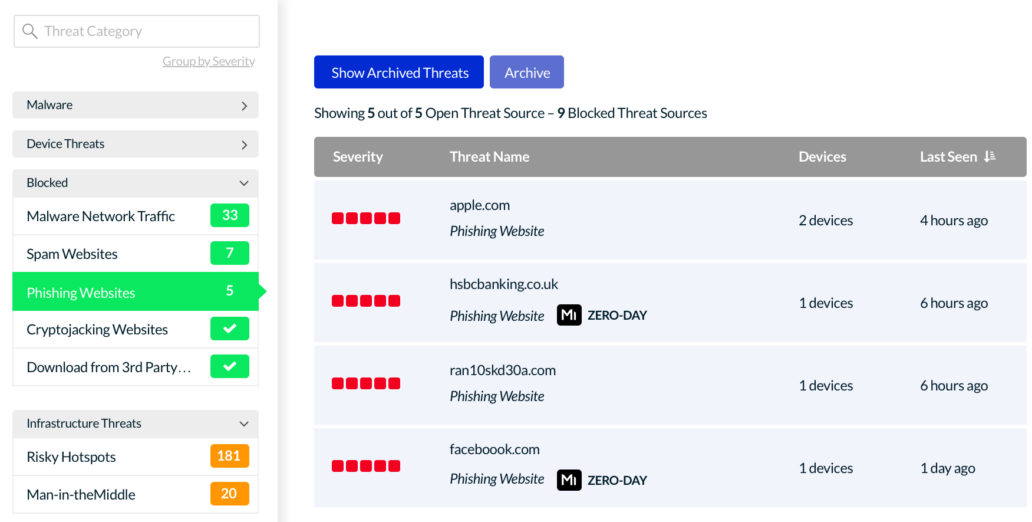 Threat Category
Group by Severity
Malware
Device Threats
Blocked
Malware Network Traffic 33
Spam Websites 7
Phishing Websites 5
Cryptojacking Websites
Download from 3rd Party...
Infrastructure Threats
Risky Hotspots 181
Man-in-theMiddle 20
Show Archived Threats Archive
Showing 5 out of 5 Open Threat Source – 9 Blocked Threat Sources
Severity Threat Name Devices Last Seen
apple.com
Phishing Website
2 devices 4 hours ago
hsbcbanking.co.uk
Phishing Website MI ZERO-DAY
1 devices 6 hours ago
ran10skd30a.com
Phishing Website
1 devices 6 hours ago
faceboook.com
Phishing Website MI ZERO-DAY
1 devices 1 day ago